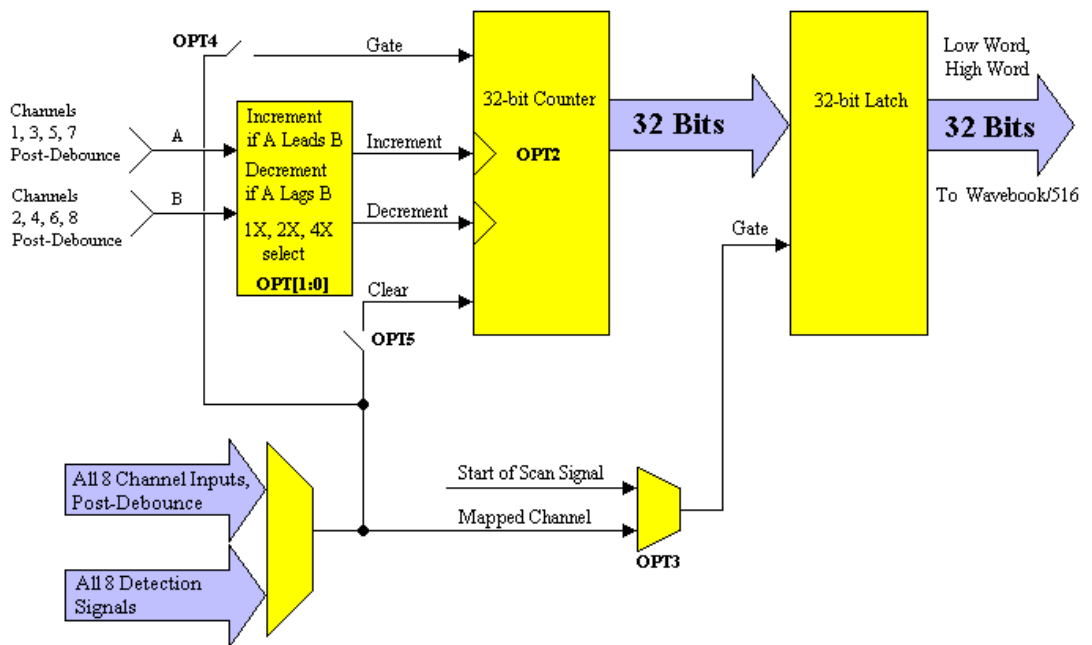 OPT4
Gate
Low Word,
High Word
Channels
1, 3, 5, 7
Post-Debounce
A
Increment
if A Leads B
Decrement
if A Lags B
1X, 2X, 4X
select
OPT[1:0]
Increment
32-bit Counter
OPT2
32 Bits
32-bit Latch
32 Bits
To Wavebook/516
Channels
2, 4, 6, 8
Post-Debounce
B
Decrement
Gate
Clear
OPT5
All 8 Channel Inputs,
Post-Debounce
Start of Scan Signal
Mapped Channel
OPT3
All 8 Detection
Signals